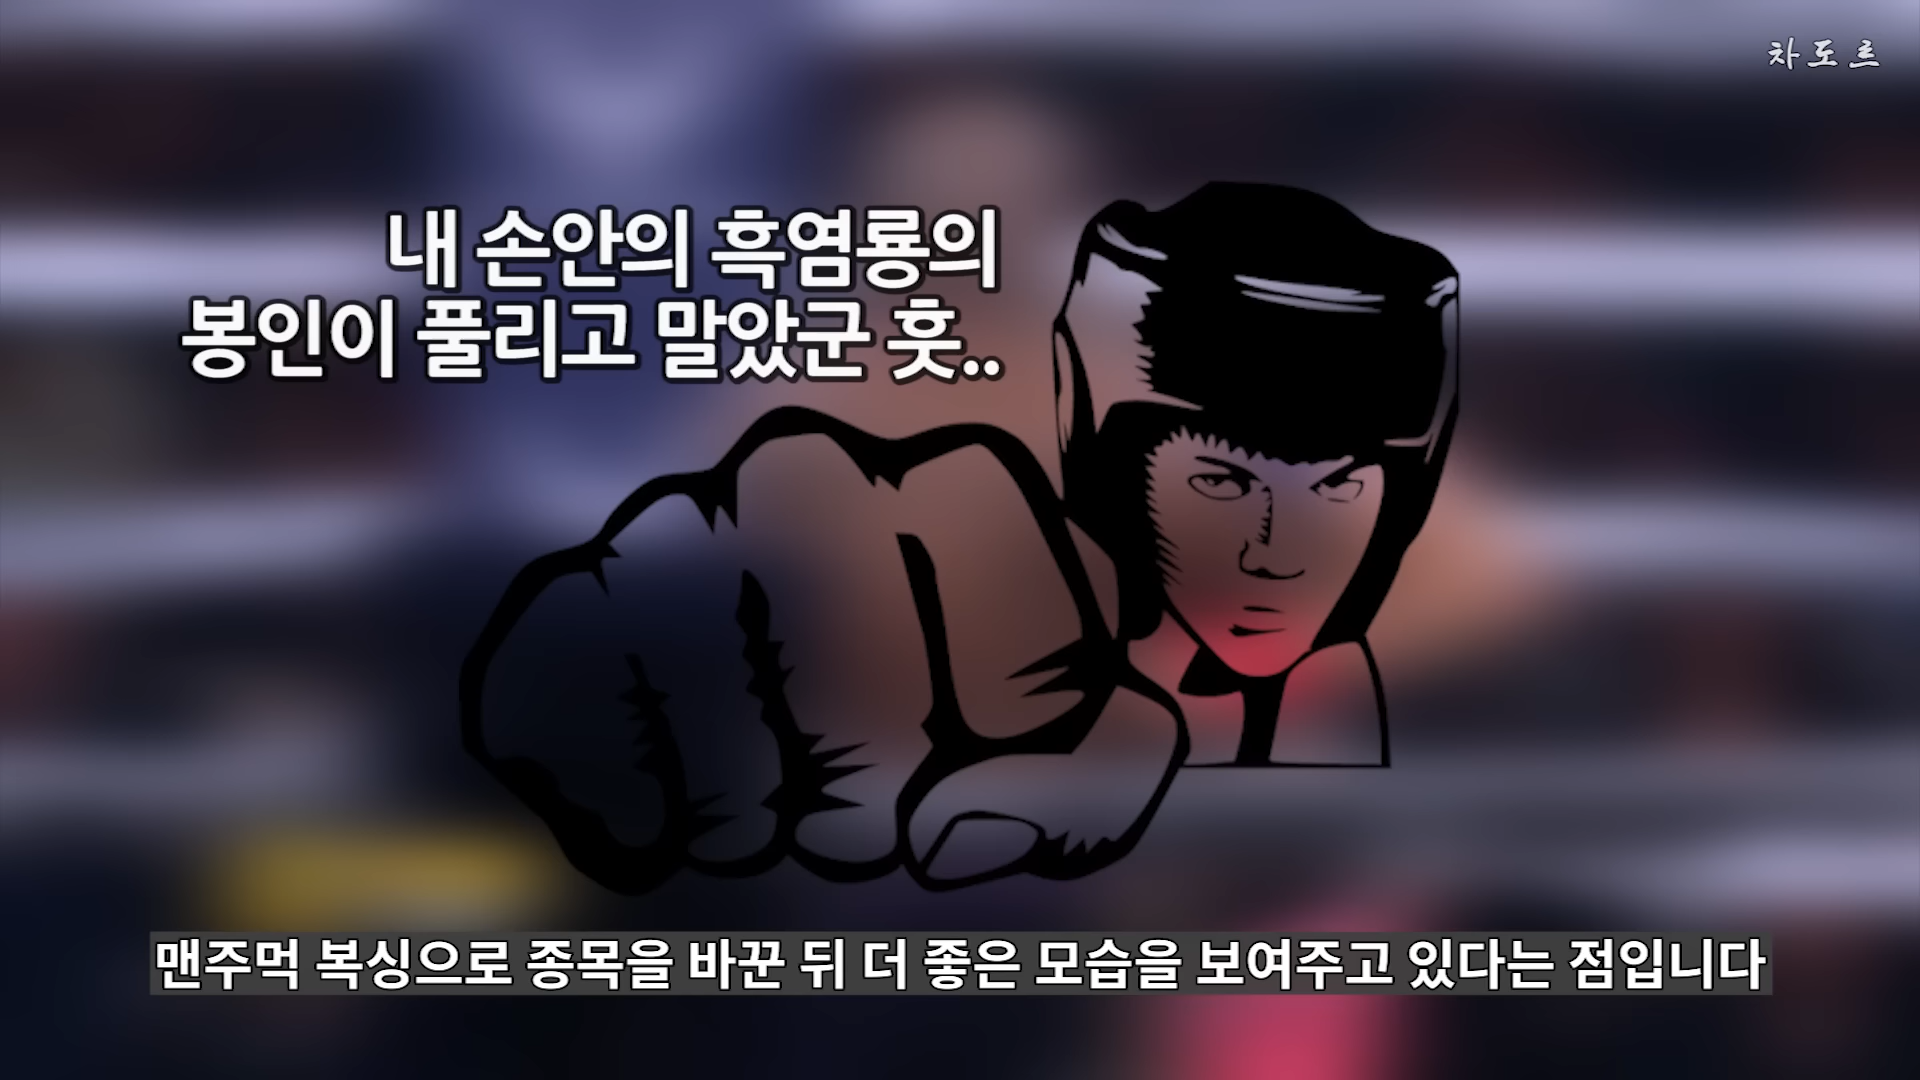 차도르
내 손안의 흑염룡의
봉인이 풀리고 말았군 훗..
맨주먹 복싱으로 종목을 바꾼 뒤 더 좋은 모습을 보여주고 있다는 점입니다